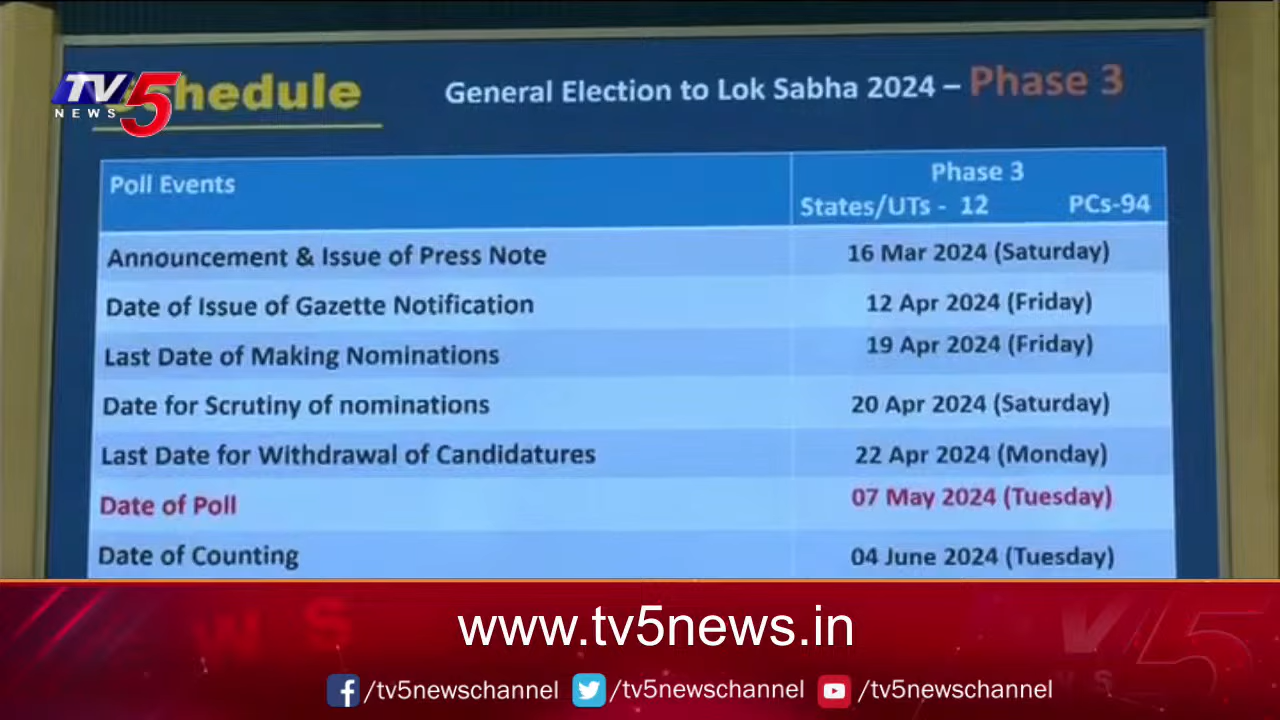 TV5
NEWS
hedule
General Election to Lok Sabha 2024 – Phase 3
Poll Events
Phase 3
States/UTs - 12 PCs-94
Announcement & Issue of Press Note 16 Mar 2024 (Saturday)
Date of Issue of Gazette Notification 12 Apr 2024 (Friday)
Last Date of Making Nominations 19 Apr 2024 (Friday)
Date for Scrutiny of nominations 20 Apr 2024 (Saturday)
Last Date for Withdrawal of Candidatures 22 Apr 2024 (Monday)
Date of Poll 07 May 2024 (Tuesday)
Date of Counting 04 June 2024 (Tuesday)
www.tv5news.in
/tv5newschannel /tv5newschannel /tv5newschannel